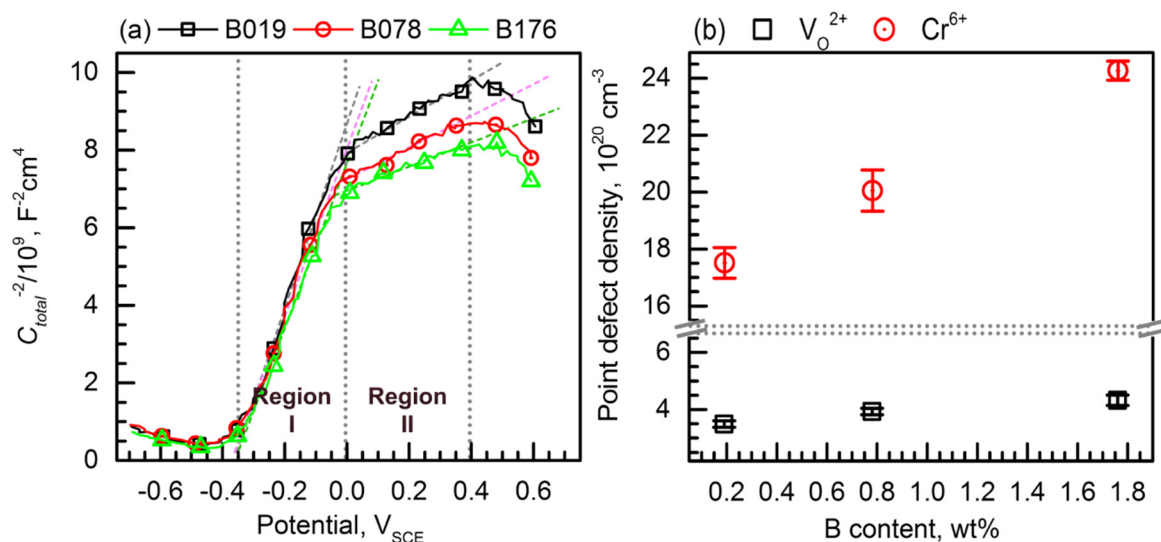 (a) B019 B078 B176
10
8
6
4
2
0
C_total^-2/10^9, F^-2cm^4
Region I
Region II
-0.6 -0.4 -0.2 0.0 0.2 0.4 0.6
Potential, V_SCE
(b) V_O^2+ Cr^6+
24
22
20
18
16
6
4
Point defect density, 10^20 cm^-3
0.2 0.4 0.6 0.8 1.0 1.2 1.4 1.6 1.8
B content, wt%